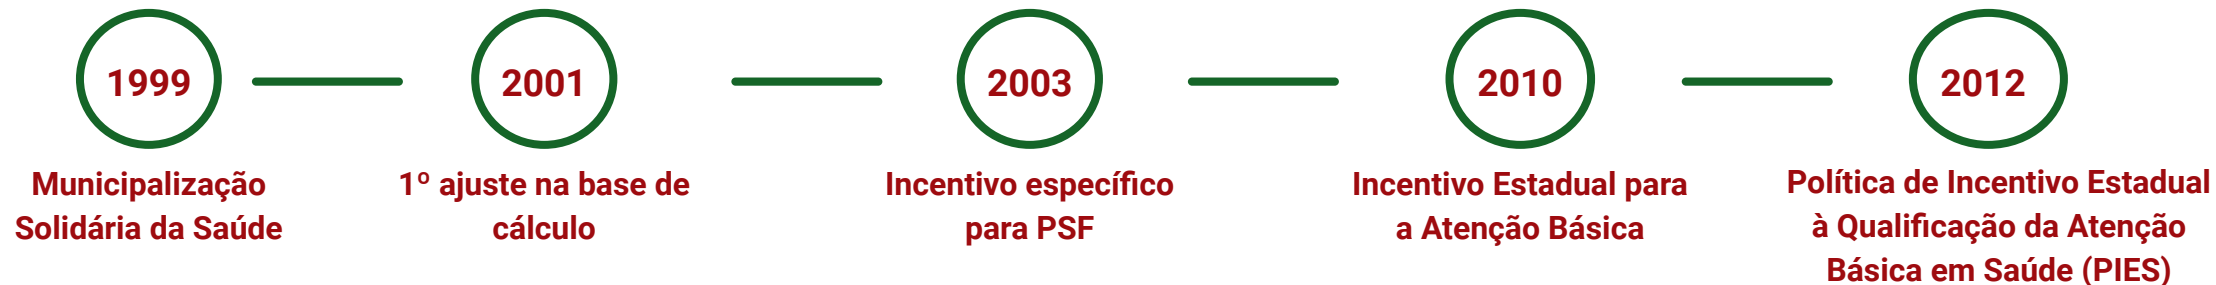 1999
Municipalização
Solidária da Saúde
2001
1º ajuste na base de
cálculo
2003
Incentivo específico
para PSF
2010
Incentivo Estadual para
a Atenção Básica
2012
Política de Incentivo Estadual
à Qualificação da Atenção
Básica em Saúde (PIES)